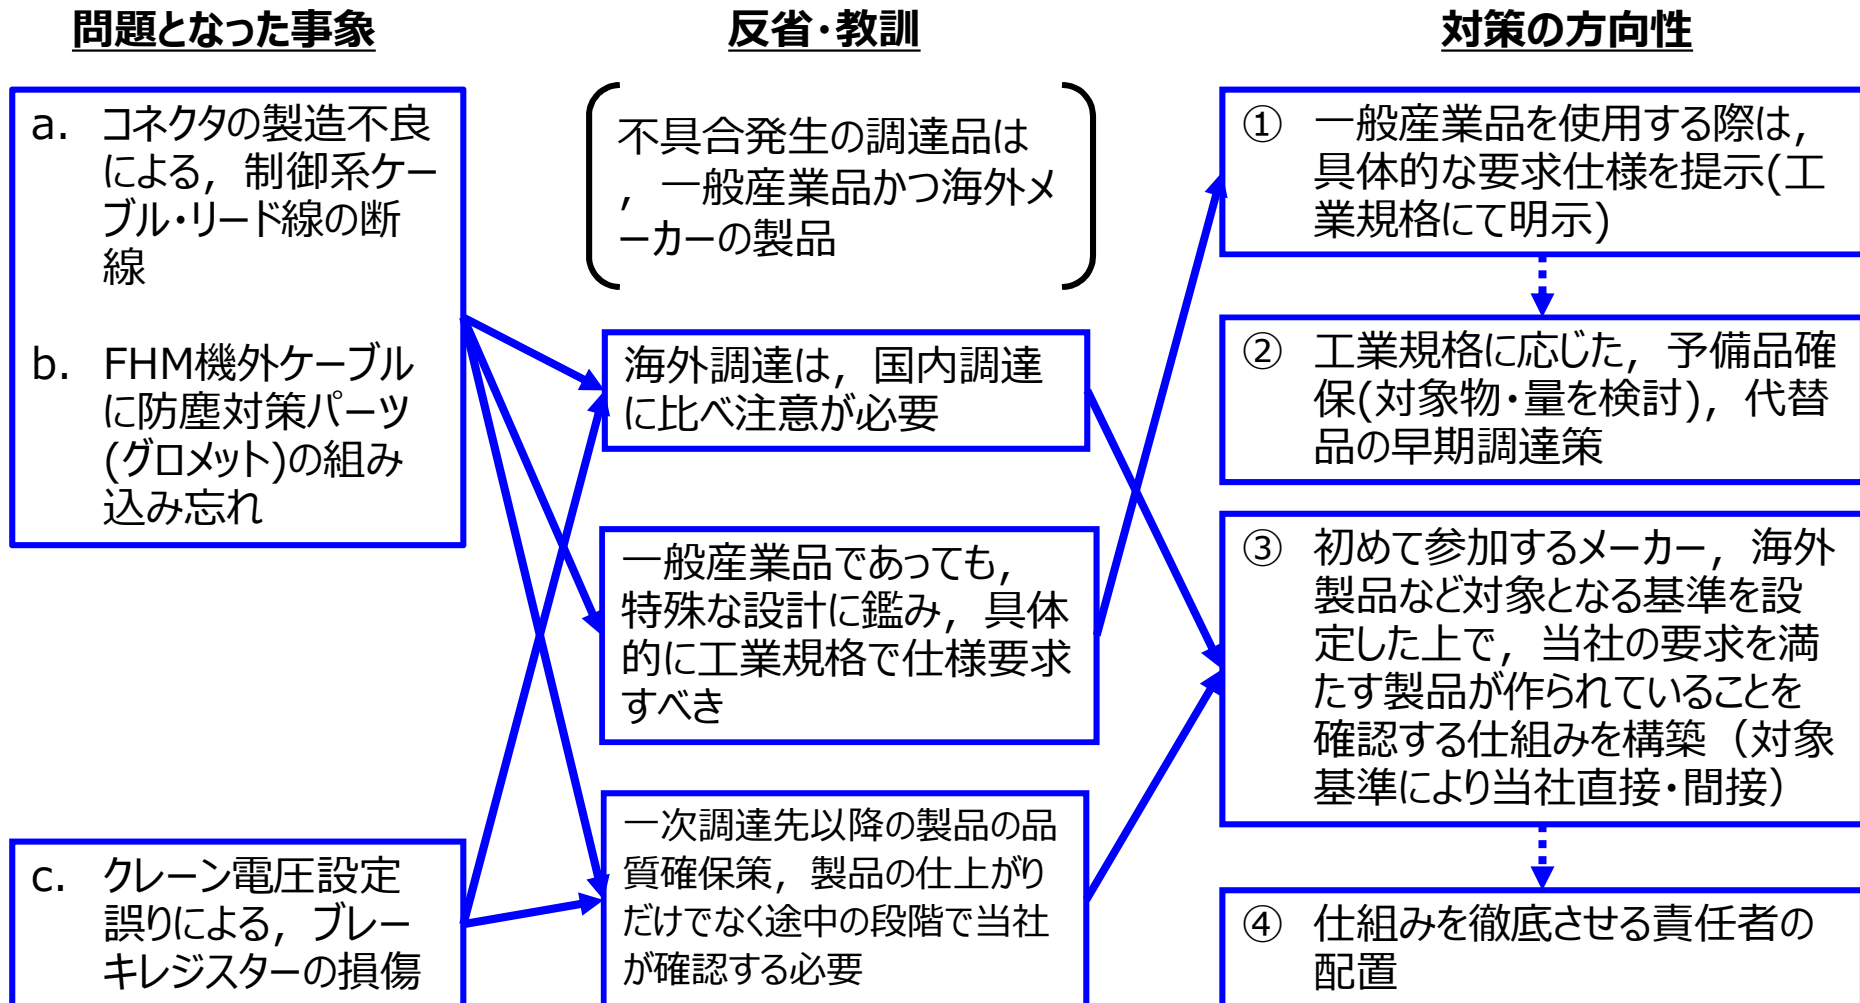 問題となった事象
反省・教訓
対策の方向性
a. コネクタの製造不良
による，制御系ケー
ブル・リード線の断
線
b. FHM機外ケーブル
に防塵対策パーツ
(グロメット)の組み
込み忘れ
c. クレーン電圧設定
誤りによる，ブレー
キレジスターの損傷
不具合発生の調達品は
，一般産業品かつ海外メ
ーカーの製品
海外調達は，国内調達
に比べ注意が必要
一般産業品であっても，
特殊な設計に鑑み，具体
的に工業規格で仕様要求
すべき
一次調達先以降の製品の品
質確保策，製品の仕上がり
だけでなく途中の段階で当社
が確認する必要
① 一般産業品を使用する際は，
具体的な要求仕様を提示(工
業規格にて明示)
② 工業規格に応じた，予備品確
保(対象物・量を検討)，代替
品の早期調達策
③ 初めて参加するメーカー，海外
製品など対象となる基準を設
定した上で，当社の要求を満
たす製品が作られていることを
確認する仕組みを構築（対象
基準により当社直接・間接）
④ 仕組みを徹底させる責任者の
配置